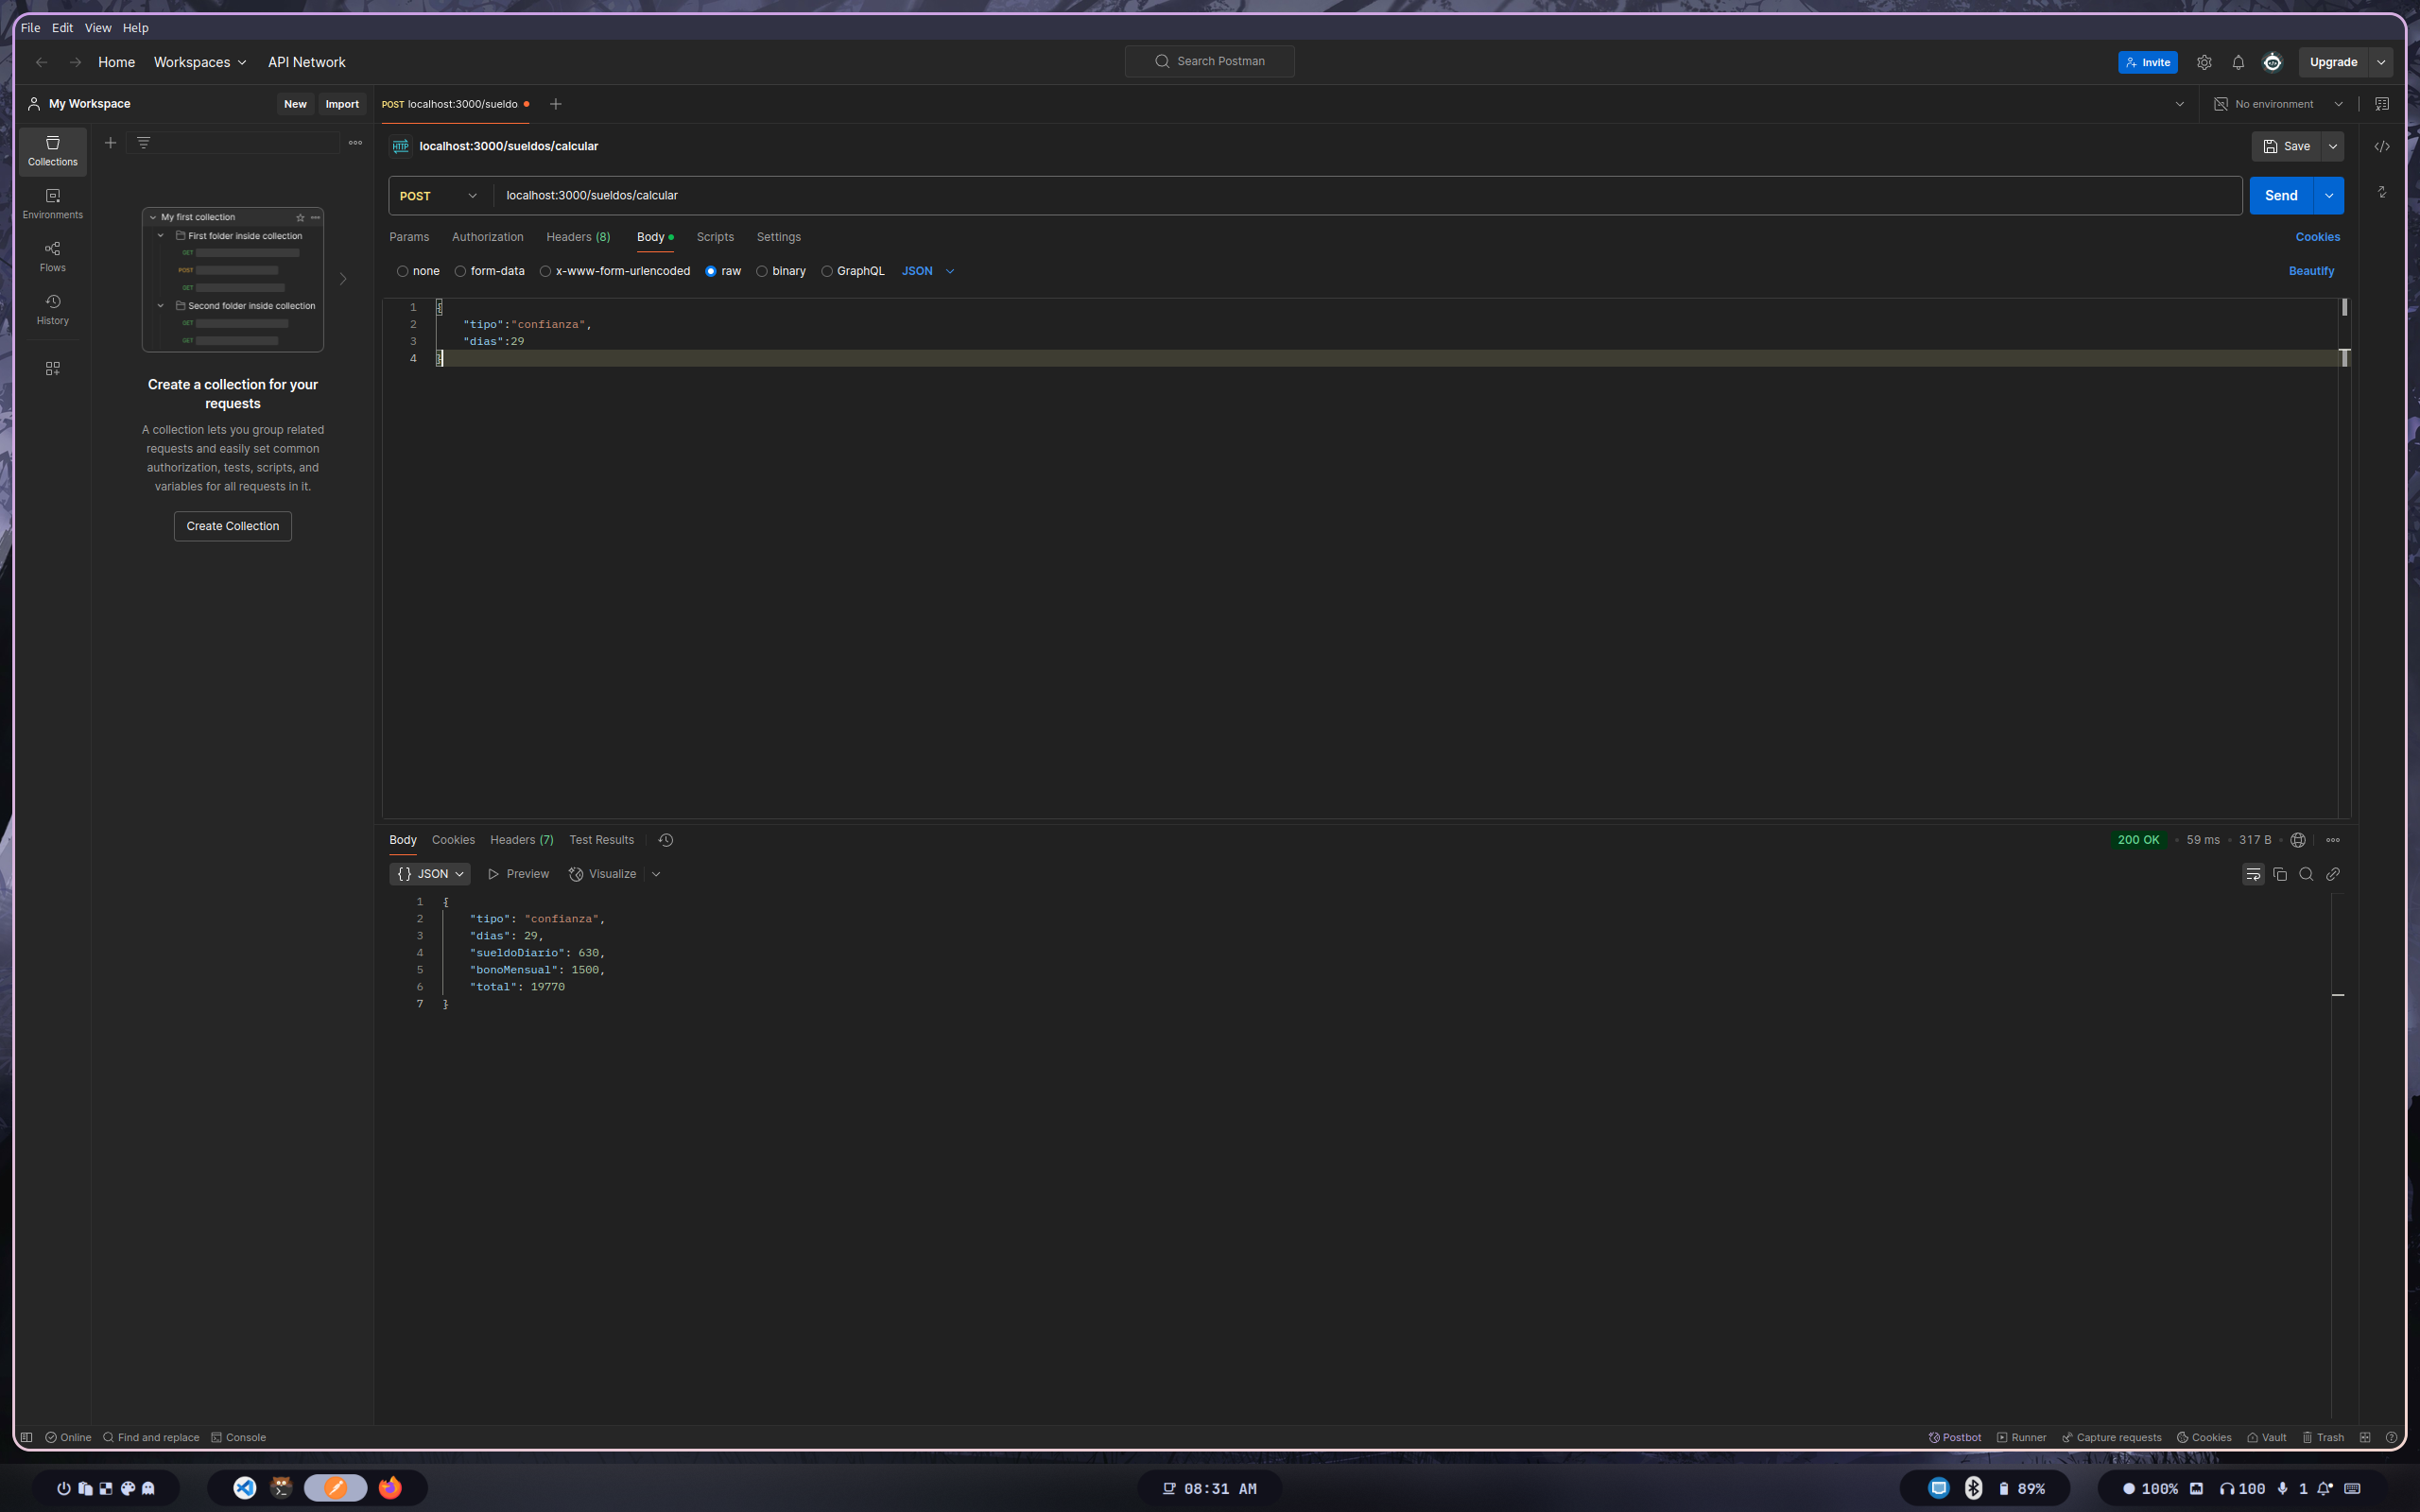 File Edit View Help
Home Workspaces API Network
Search Postman
Invite
Upgrade
My Workspace
New Import
POST localhost:3000/sueldo
No environment
Collections
Environments
Flows
History
My first collection
First folder inside collection
GET
POST
GET
Second folder inside collection
GET
GET
Create a collection for your
requests
A collection lets you group related
requests and easily set common
authorization, tests, scripts, and
variables for all requests in it.
Create Collection
HTTP localhost:3000/sueldos/calcular
Save
POST localhost:3000/sueldos/calcular
Send
Params Authorization Headers (8) Body Scripts Settings
Cookies
none form-data x-www-form-urlencoded raw binary GraphQL JSON
Beautify
1 {
2 "tipo":"confianza",
3 "dias":29
4 }
Body Cookies Headers (7) Test Results
200 OK 59 ms 317 B
{} JSON Preview Visualize
1 {
2 "tipo": "confianza",
3 "dias": 29,
4 "sueldoDiario": 630,
5 "bonoMensual": 1500,
6 "total": 19770
7 }
Online Find and replace Console
Postbot Runner Capture requests Cookies Vault Trash
08:31 AM
89%
100% 100 1